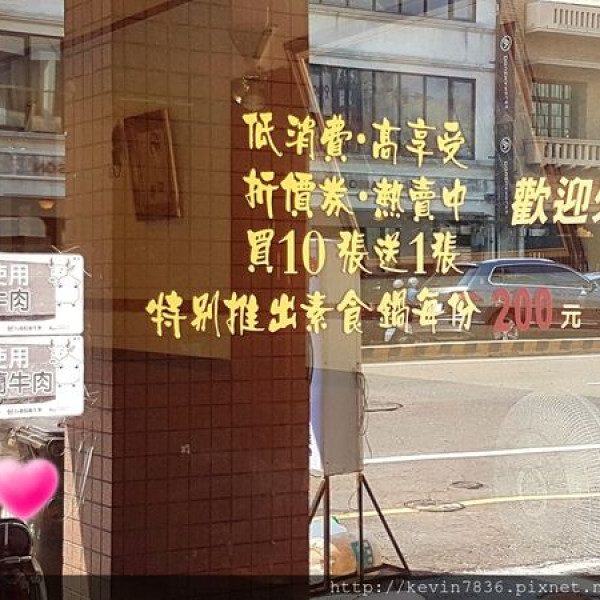 低消費·高享受
折價券·熱賣中
買10張送1張
特別推出素食鍋每份200元
歡迎
使用
牛肉
使用
牛肉
http://kevin7836.pixnet.n